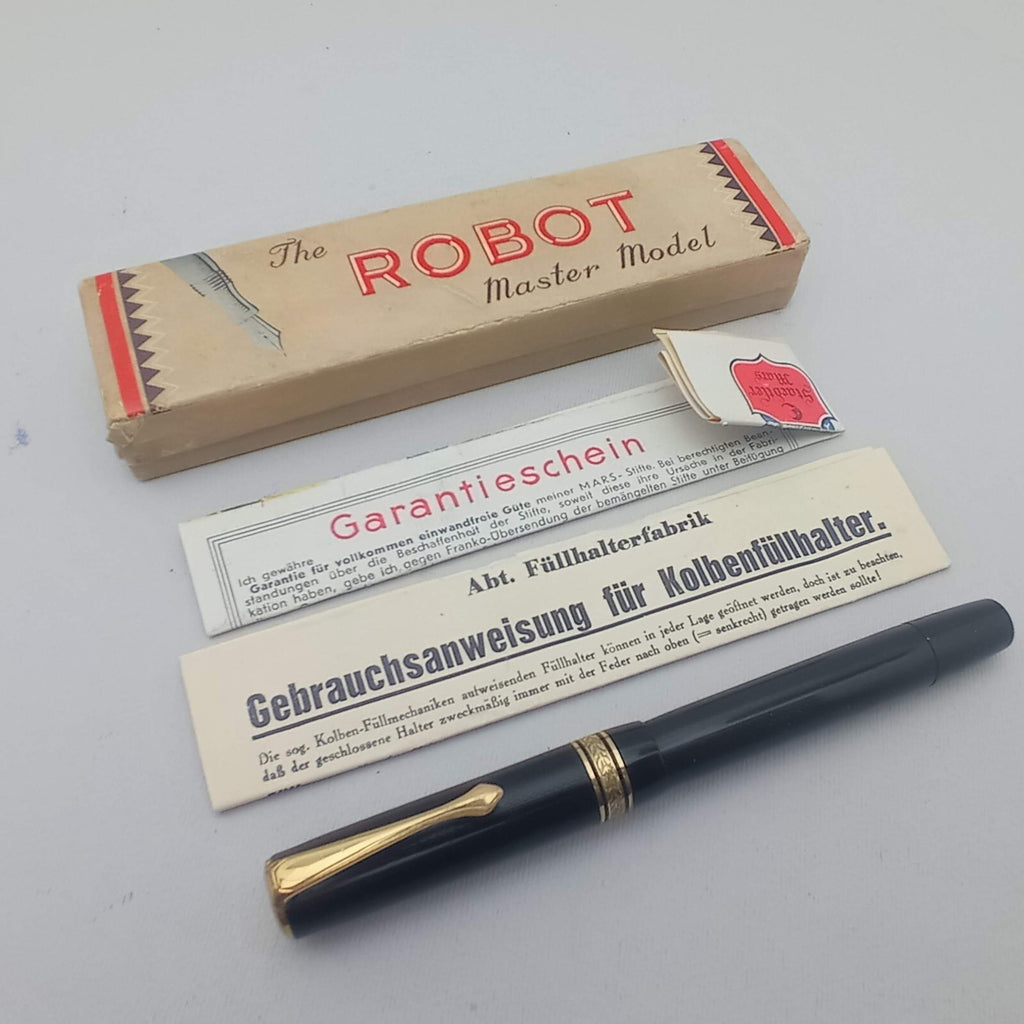 The ROBOT
Master Model
Staedtler
Mars
Garantieschein
Ich gewähre
Garantie für vollkommen einwandfreie Güte meiner MARS-Stifte. Bei berechtigten Bean-
standungen über die Beschaffenheit der Stifte, soweit diese ihre Ursache in der Fabri-
kation haben, gebe ich, gegen Franko-Übersendung der bemängelten Stifte unter Beifügung
Abt. Füllhalterfabrik
Gebrauchsanweisung für Kolbenfüllhalter.
Die sog. Kolben-Füllmechaniken aufweisenden Füllhalter können in jeder Lage geöffnet werden, doch ist zu beachten,
daß der geschlossene Halter zweckmäßig immer mit der Feder nach oben (= senkrecht) getragen werden sollte!